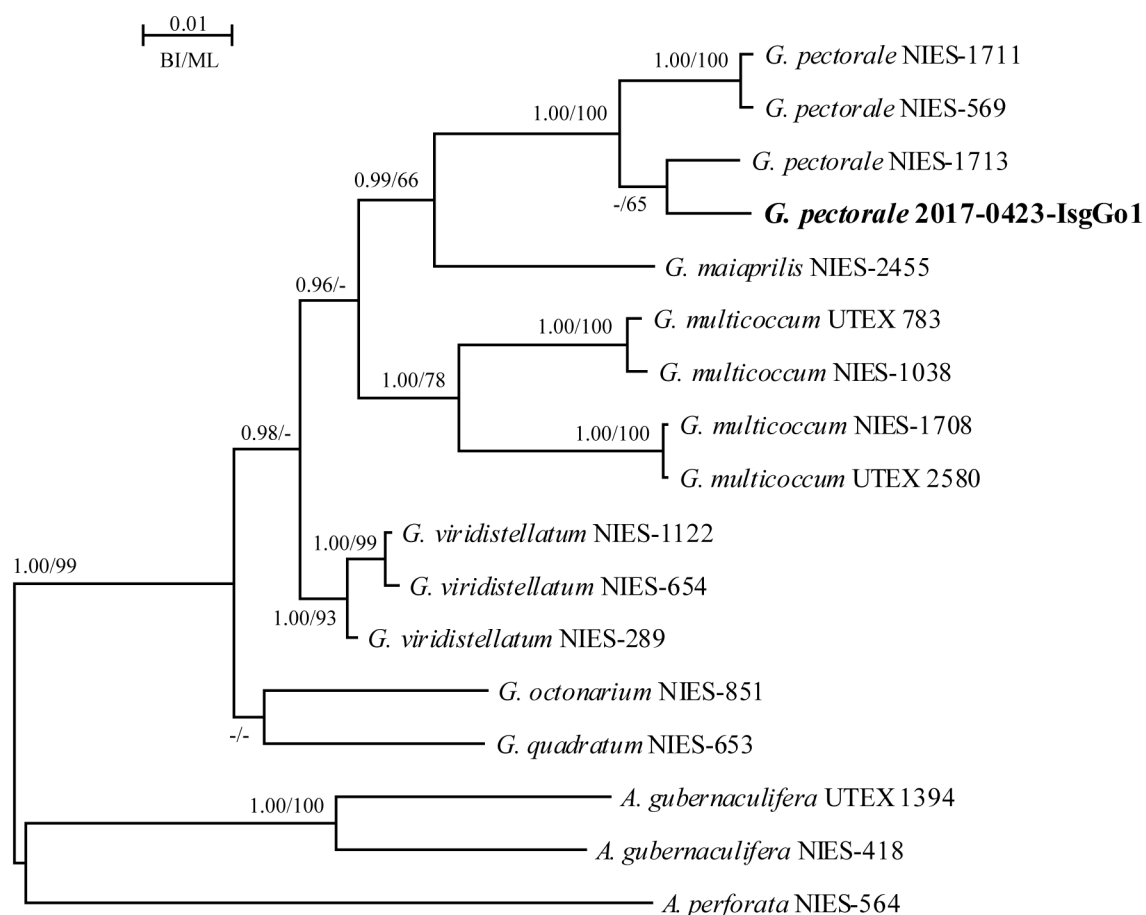 0.01
BI/ML
1.00/100
G. pectorale NIES-1711
1.00/100
G. pectorale NIES-569
G. pectorale NIES-1713
0.99/66
-/65
G. pectorale 2017-0423-IsgGo1
0.96/-
G. maiaprilis NIES-2455
1.00/100
G. multicoccum UTEX 783
1.00/78
G. multicoccum NIES-1038
0.98/-
1.00/100
G. multicoccum NIES-1708
G. multicoccum UTEX 2580
1.00/99
G. viridistellatum NIES-1122
1.00/99
G. viridistellatum NIES-654
1.00/93
G. viridistellatum NIES-289
G. octonarium NIES-851
-/-
G. quadratum NIES-653
1.00/100
A. gubernaculifera UTEX 1394
A. gubernaculifera NIES-418
A. perforata NIES-564